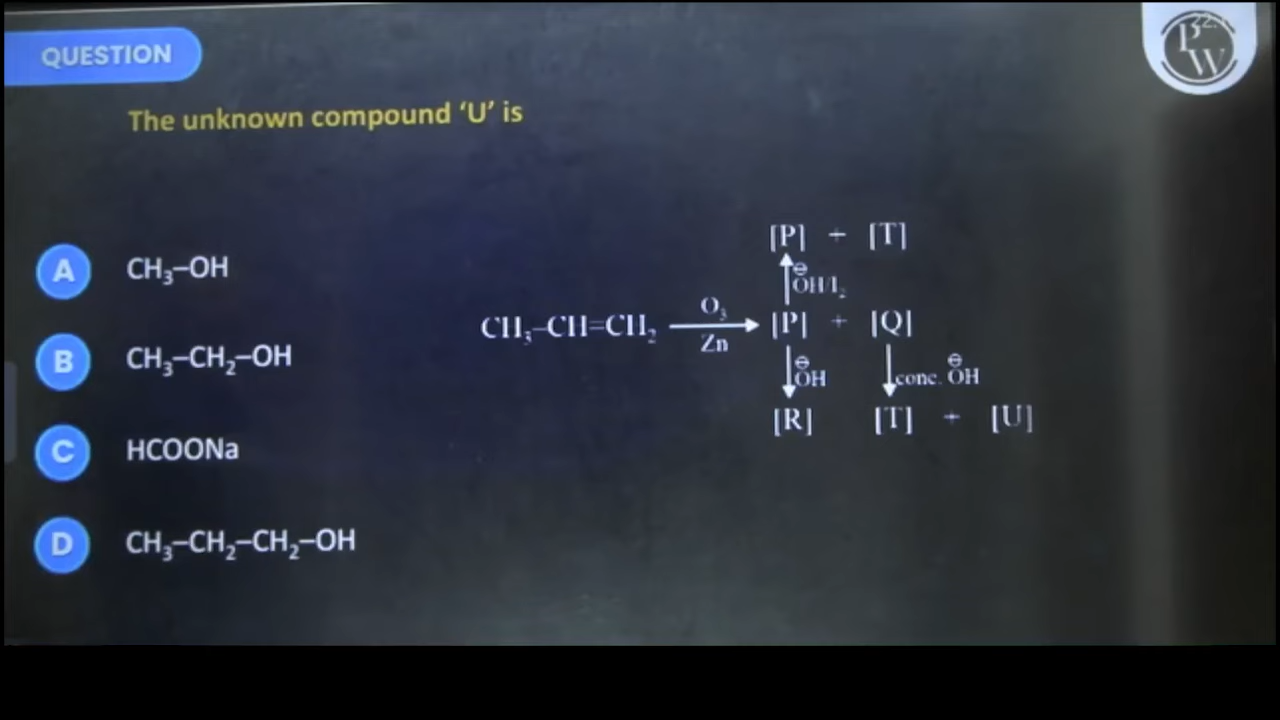 QUESTION
PW
The unknown compound ‘U’ is
[P] + [T]
⊖OH/I₂
A CH₃–OH
CH₃–CH=CH₂ O₃ Zn [P] + [Q]
B CH₃–CH₂–OH
⊖OH conc. ⊖OH
[R] [T] + [U]
C HCOONa
D CH₃–CH₂–CH₂–OH